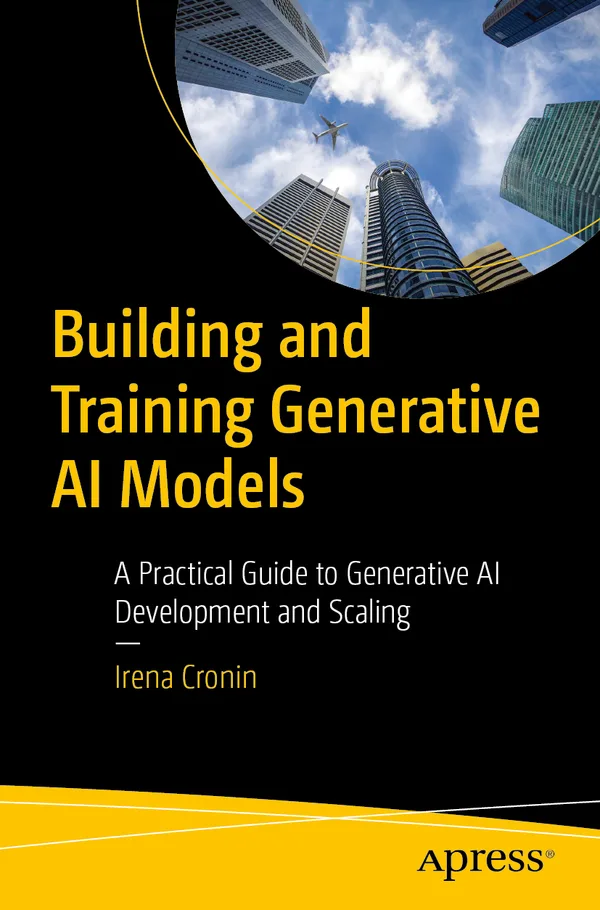 Building and
Training Generative
AI Models
A Practical Guide to Generative AI
Development and Scaling
—
Irena Cronin
Apress®